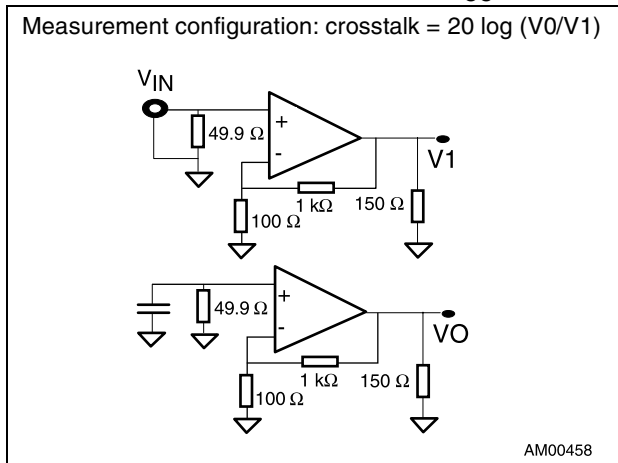 Measurement configuration: crosstalk = 20 log (V0/V1)
VIN
+
49.9 Ω
-
V1
1 kΩ
150 Ω
100 Ω
+
49.9 Ω
-
VO
1 kΩ
150 Ω
100 Ω
AM00458